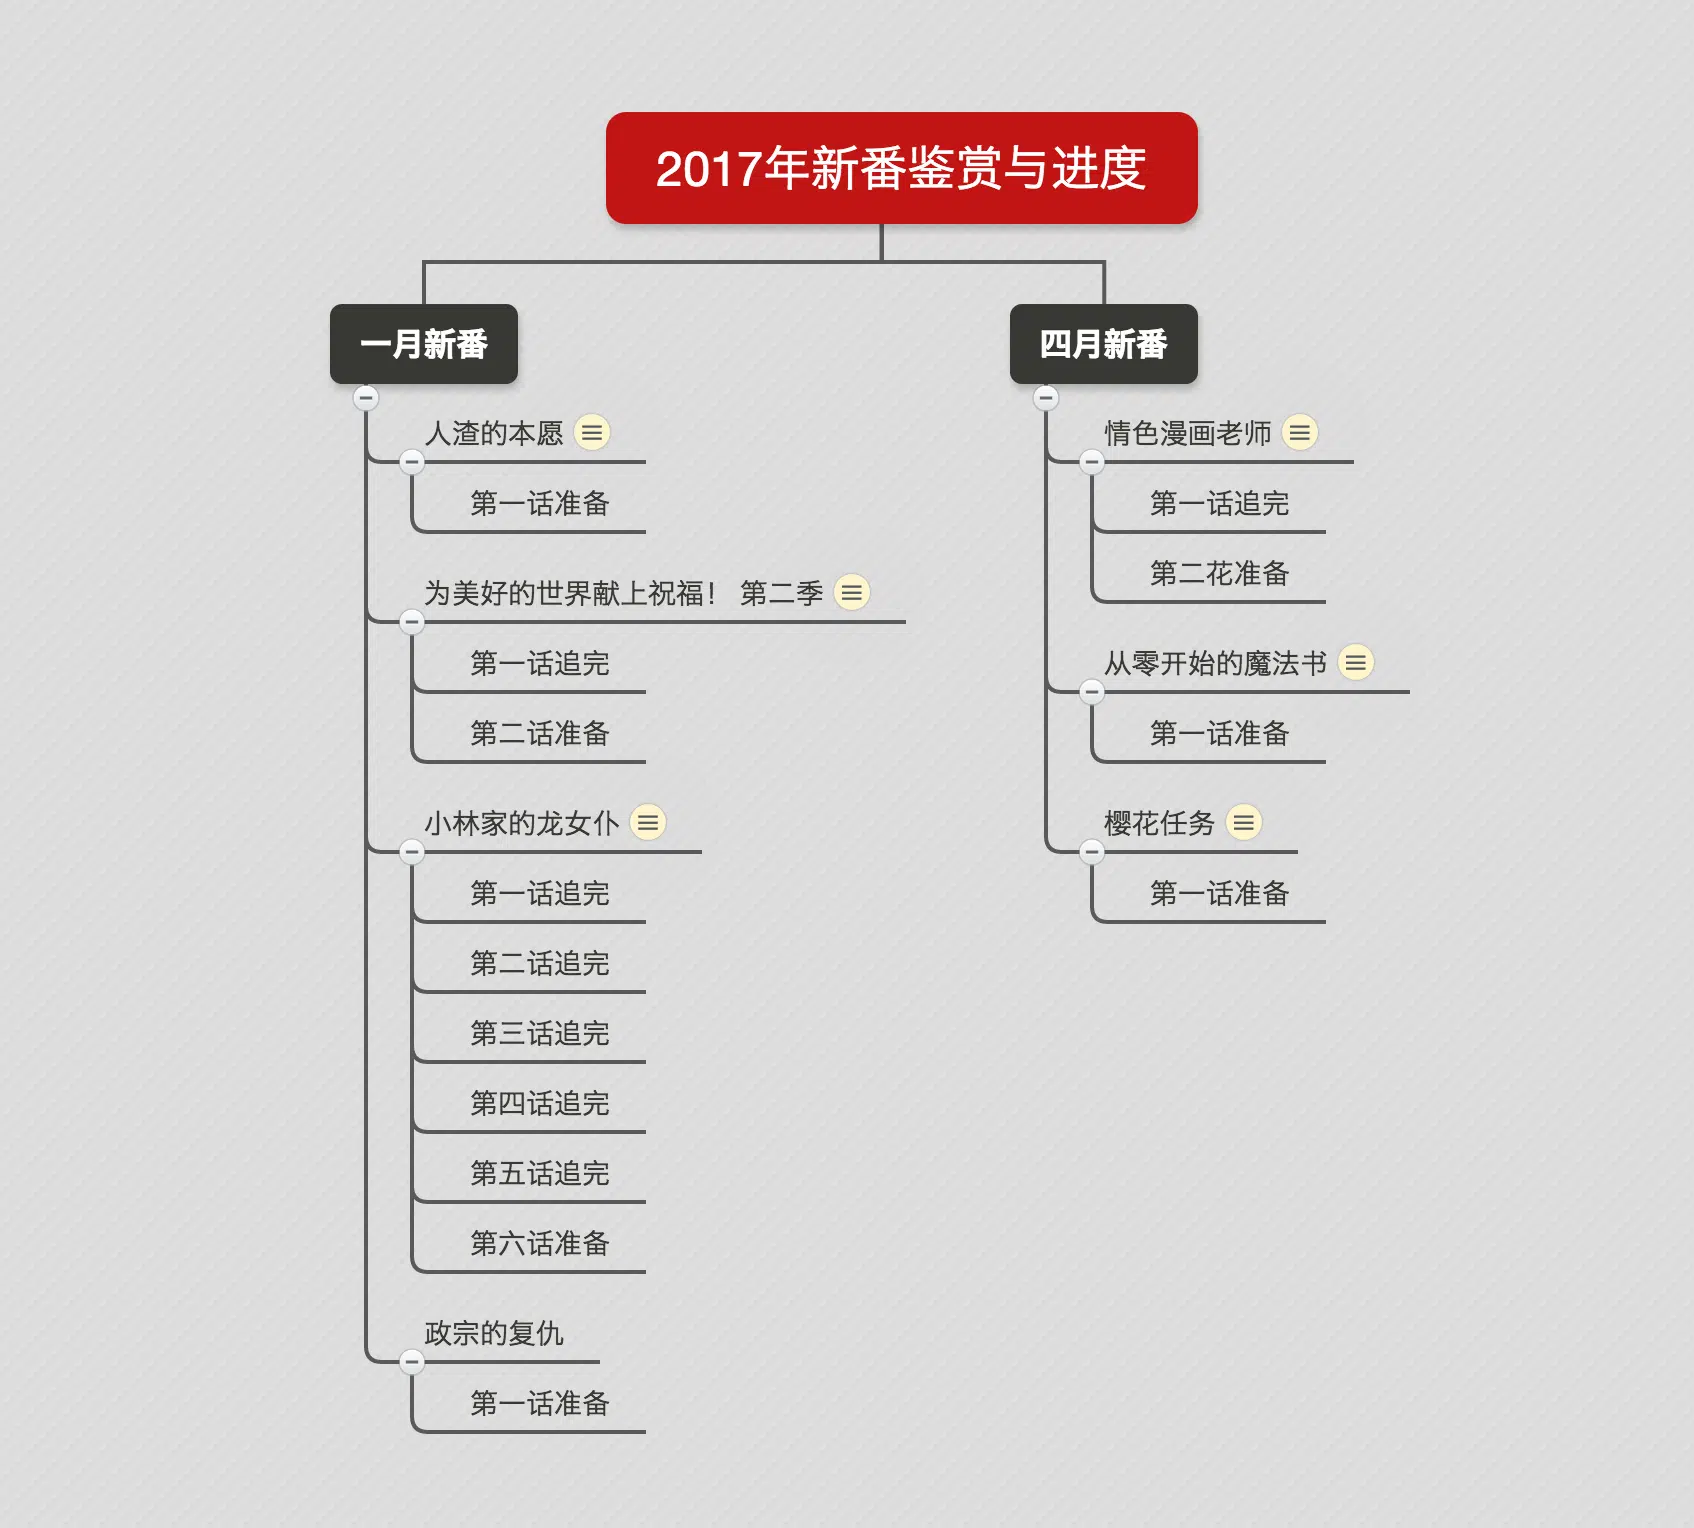 2017年新番鉴赏与进度
一月新番
人渣的本愿
第一话准备
为美好的世界献上祝福！ 第二季
第一话追完
第二话准备
小林家的龙女仆
第一话追完
第二话追完
第三话追完
第四话追完
第五话追完
第六话准备
政宗的复仇
第一话准备
四月新番
情色漫画老师
第一话追完
第二花准备
从零开始的魔法书
第一话准备
樱花任务
第一话准备